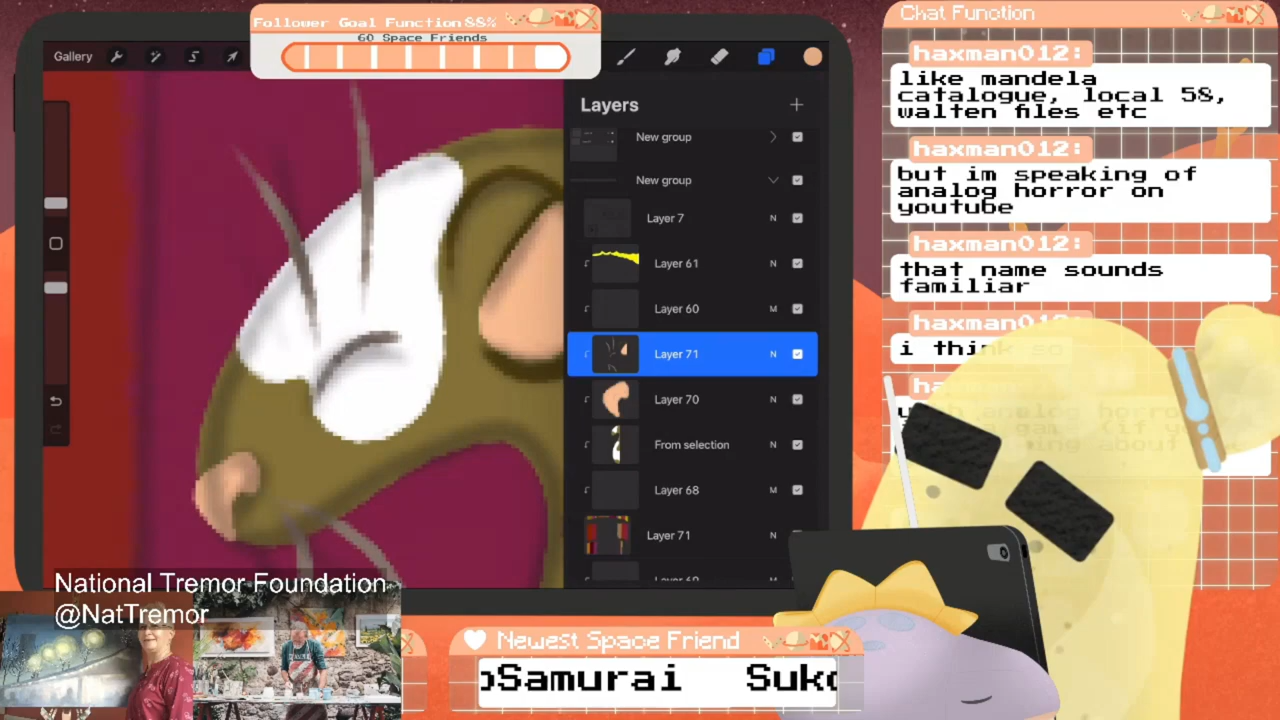 Follower Goal Function 88%
60 Space Friends
Gallery
Layers
New group
New group
Layer 7
N
Layer 61
N
Layer 60
M
Layer 71
N
Layer 70
N
From selection
N
Layer 68
M
Layer 71
N
Chat Function
haxman012:
like mandela
catalogue, local 58,
walten files etc
haxman012:
but im speaking of
analog horror on
youtube
haxman012:
that name sounds
familiar
i think so
analog horror
National Tremor Foundation
@NatTremor
Newest Space Friend
Samurai